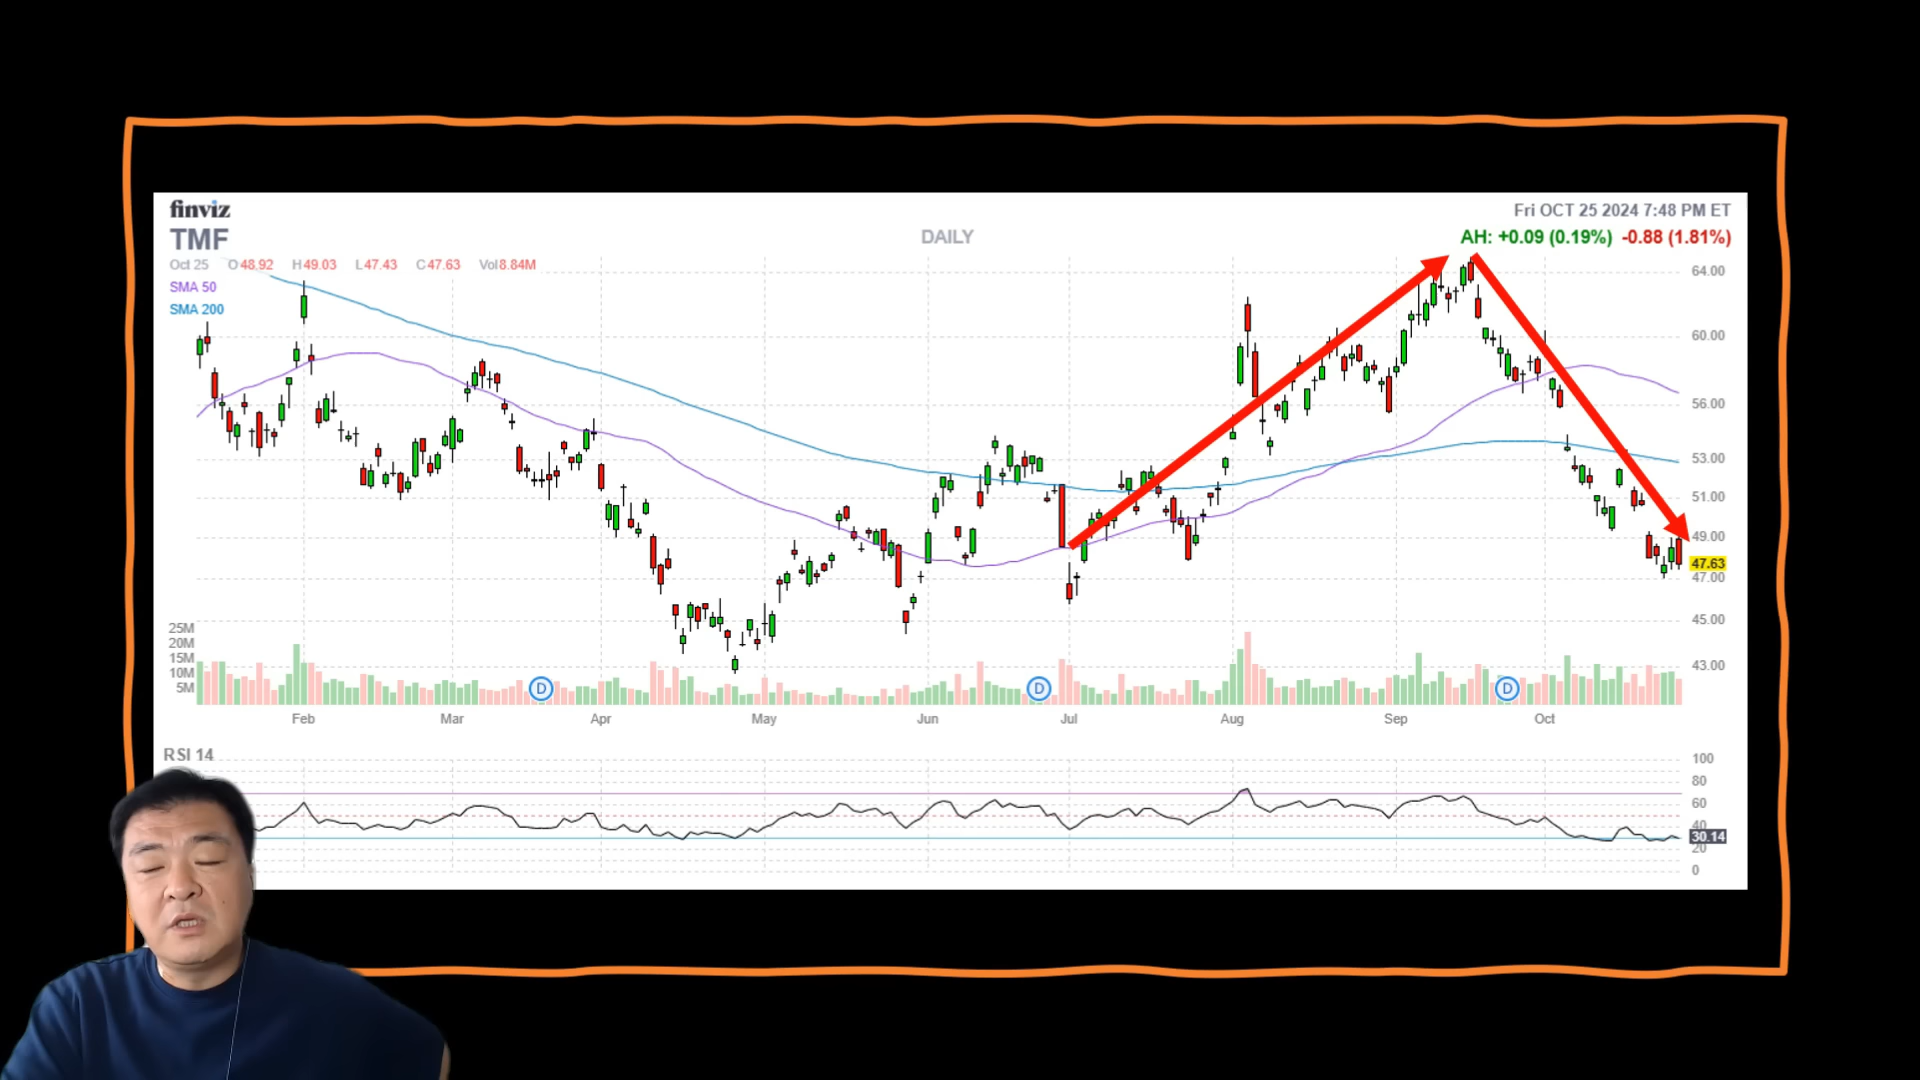 finviz
Fri OCT 25 2024 7:48 PM ET
TMF
DAILY
AH: +0.09 (0.19%) -0.88 (1.81%)
Oct 25 O48.92 H49.03 L47.43 C47.63 Vol8.84M
SMA 50
SMA 200
64.00
60.00
56.00
53.00
51.00
49.00
47.63
47.00
45.00
43.00
25M
20M
15M
10M
5M
D D D
Feb Mar Apr May Jun Jul Aug Sep Oct
RSI 14
100
80
60
40
30.14
20
0